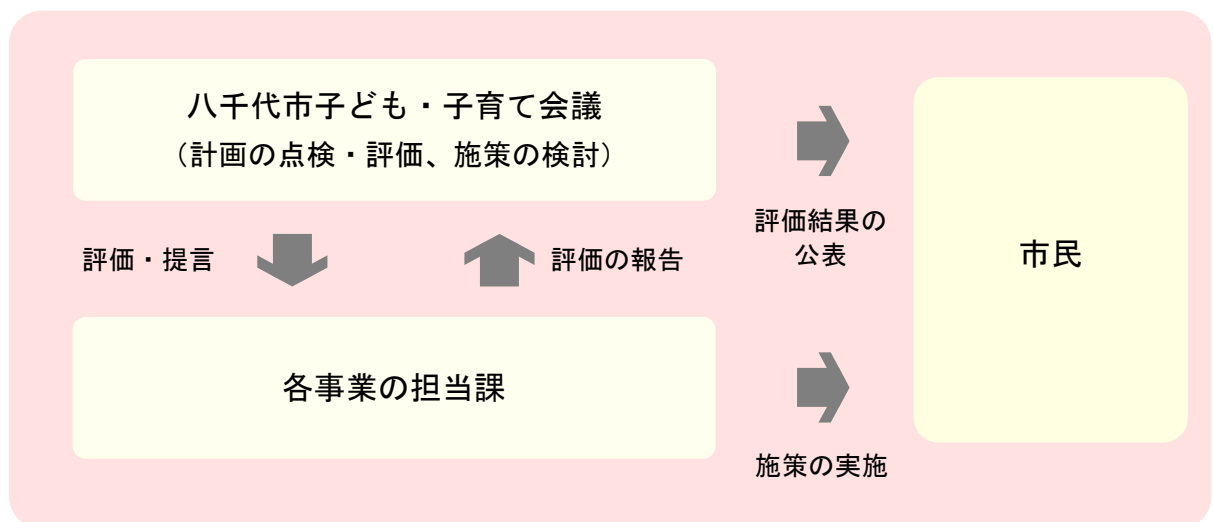 八千代市子ども・子育て会議
（計画の点検・評価、施策の検討）
評価結果の
公表
評価・提言
評価の報告
市民
各事業の担当課
施策の実施